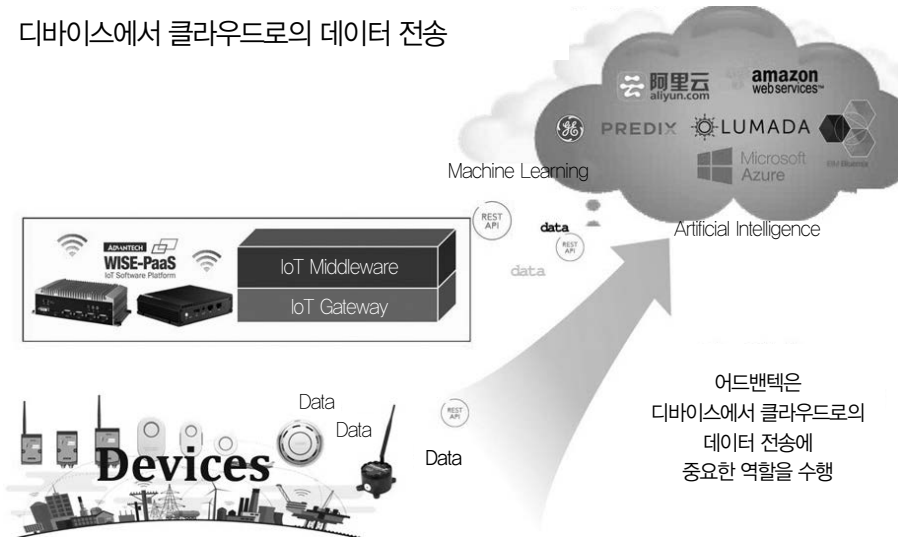 디바이스에서 클라우드로의 데이터 전송
阿里云
aliyun.com
amazon
web services™
GE
PREDIX
LUMADA
Microsoft
Azure
Machine Learning
REST
API
data
REST
API
data
Artificial Intelligence
ADVANTECH
WISE-PaaS
IoT Software Platform
IoT Middleware
IoT Gateway
Data
Data
REST
API
Data
Devices
어드밴텍은
디바이스에서 클라우드로의
데이터 전송에
중요한 역할을 수행